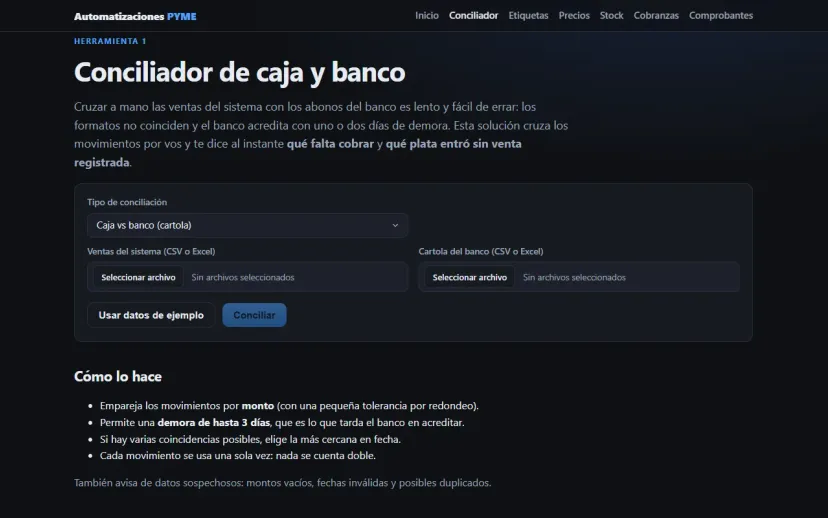 Automatizaciones PYME
Inicio Conciliador Etiquetas Precios Stock Cobranzas Comprobantes
HERRAMIENTA 1
Conciliador de caja y banco
Cruzar a mano las ventas del sistema con los abonos del banco es lento y fácil de errar: los
formatos no coinciden y el banco acredita con uno o dos días de demora. Esta solución cruza los
movimientos por vos y te dice al instante qué falta cobrar y qué plata entró sin venta
registrada.
Tipo de conciliación
Caja vs banco (cartola)
Ventas del sistema (CSV o Excel)
Cartola del banco (CSV o Excel)
Seleccionar archivo Sin archivos seleccionados
Seleccionar archivo Sin archivos seleccionados
Usar datos de ejemplo
Conciliar
Cómo lo hace
Empareja los movimientos por monto (con una pequeña tolerancia por redondeo).
Permite una demora de hasta 3 días, que es lo que tarda el banco en acreditar.
Si hay varias coincidencias posibles, elige la más cercana en fecha.
Cada movimiento se usa una sola vez: nada se cuenta doble.
También avisa de datos sospechosos: montos vacíos, fechas inválidas y posibles duplicados.